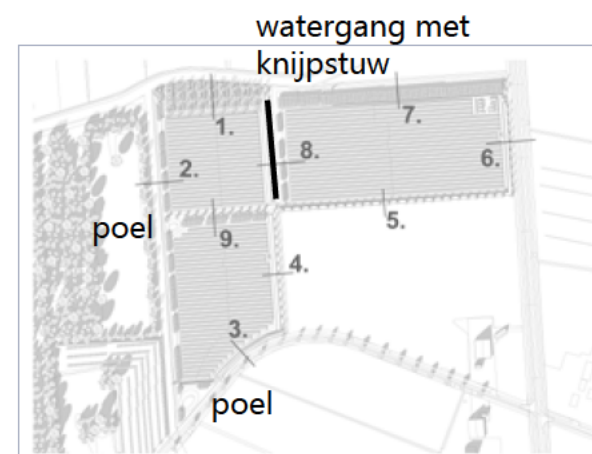 watergang met
knijpstuw
1.
7.
2.
8.
6.
poel
9.
5.
4.
3.
poel